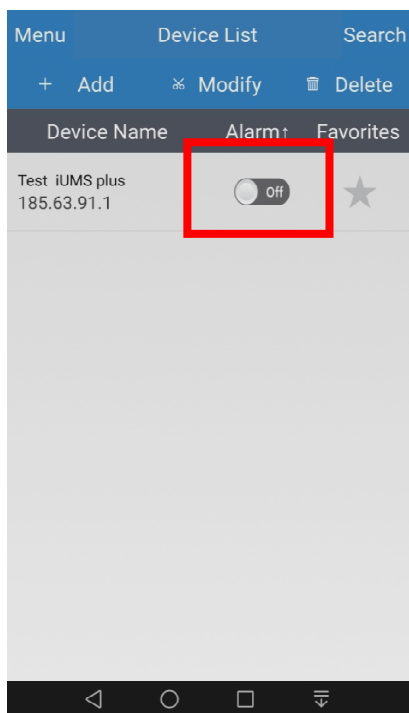 Menu Device List Search
+ Add Modify Delete
Device Name Alarm↑ Favorites
Test iUMS plus
185.63.91.1
Off